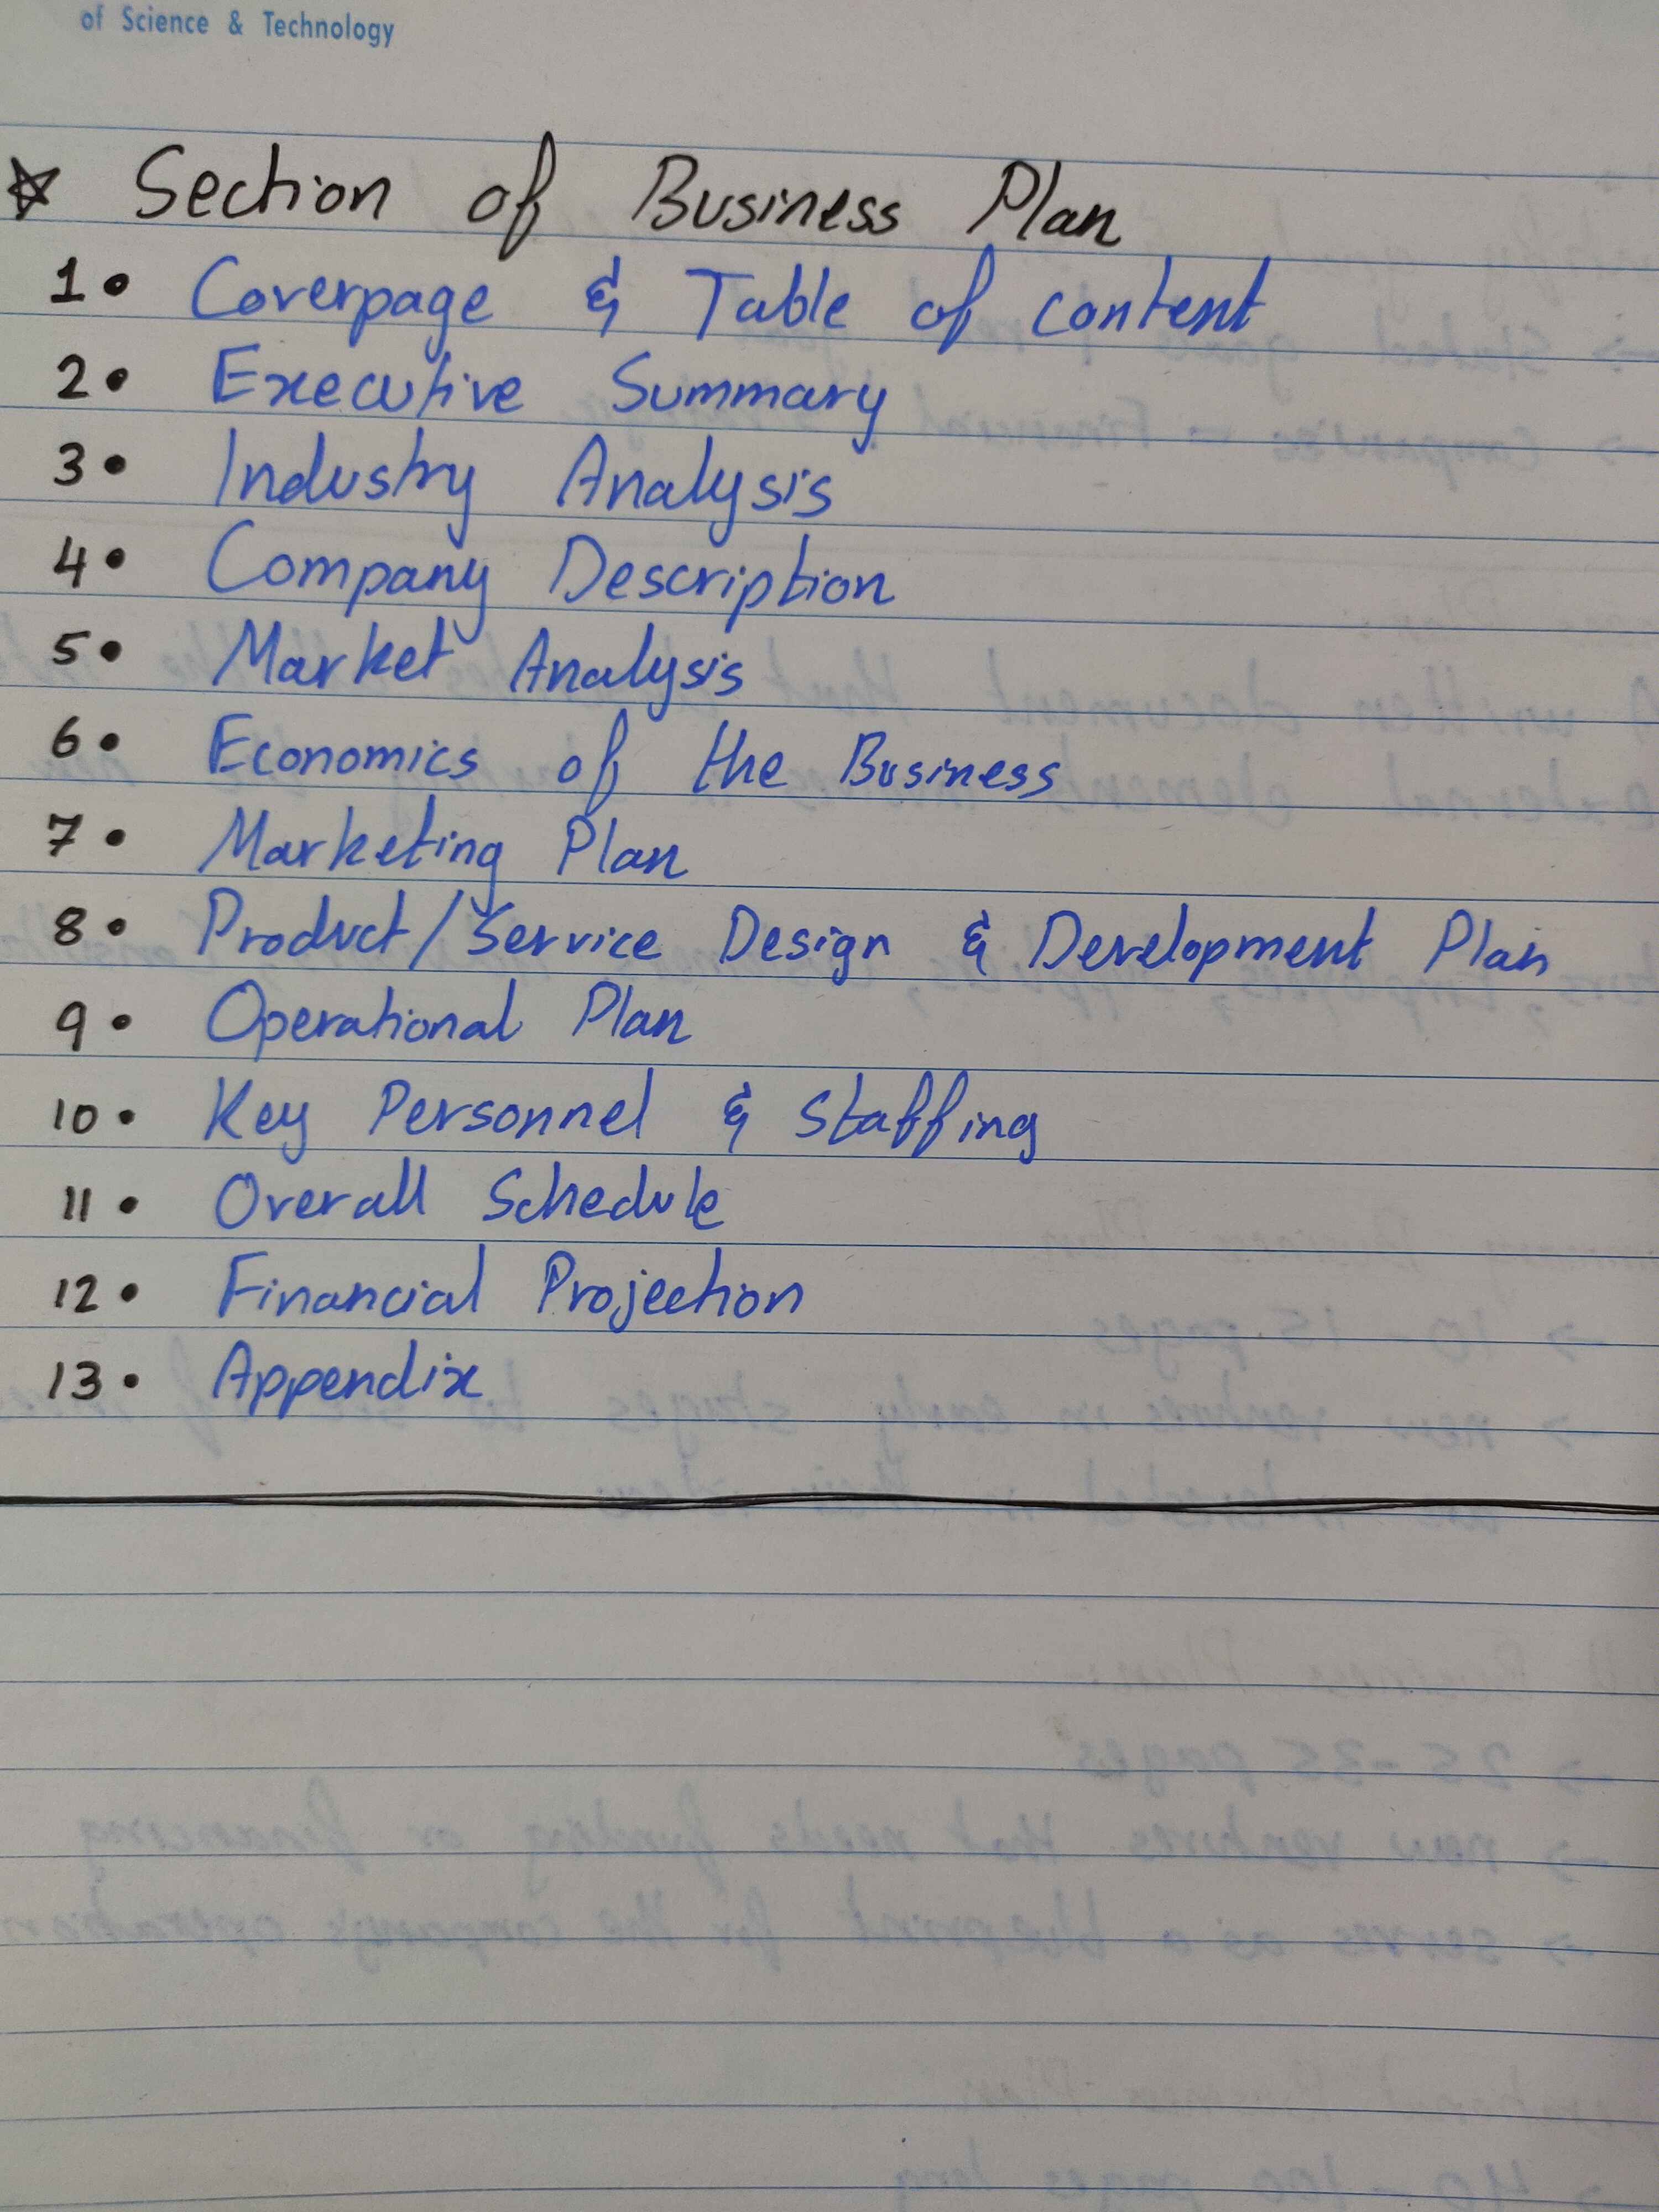 of Science & Technology
☆ Section of Business Plan
1• Coverpage & Table of content
2• Executive Summary
3• Industry Analysis
4• Company Description
5• Market Analysis
6• Economics of the Business
7• Marketing Plan
8• Product/Service Design & Development Plan
9• Operational Plan
10• Key Personnel & Staffing
11• Overall Schedule
12• Financial Projection
13• Appendix